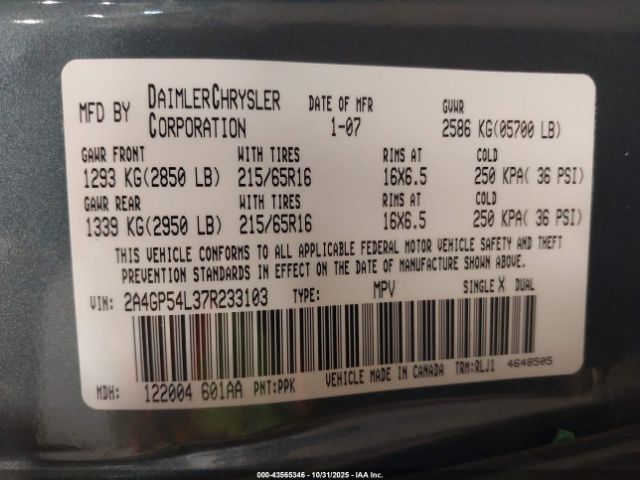 MFD BY DAIMLERCHRYSLER CORPORATION DATE OF MFR 1-07 GVWR 2586 KG(05700 LB)
GAWR FRONT WITH TIRES RIMS AT COLD
1293 KG(2850 LB) 215/65R16 16X6.5 250 KPA( 36 PSI)
GAWR REAR WITH TIRES RIMS AT COLD
1339 KG(2950 LB) 215/65R16 16X6.5 250 KPA( 36 PSI)
THIS VEHICLE CONFORMS TO ALL APPLICABLE FEDERAL MOTOR VEHICLE SAFETY AND THEFT
PREVENTION STANDARDS IN EFFECT ON THE DATE OF MANUFACTURE SHOWN ABOVE.
VIN: 2A4GP54L37R233103 TYPE: MPV SINGLE X DUAL
MDH: 122004 601AA PNT:PPK VEHICLE MADE IN CANADA TRM:RLJ1 4648505
000-43565346 - 10/31/2025 - IAA Inc.